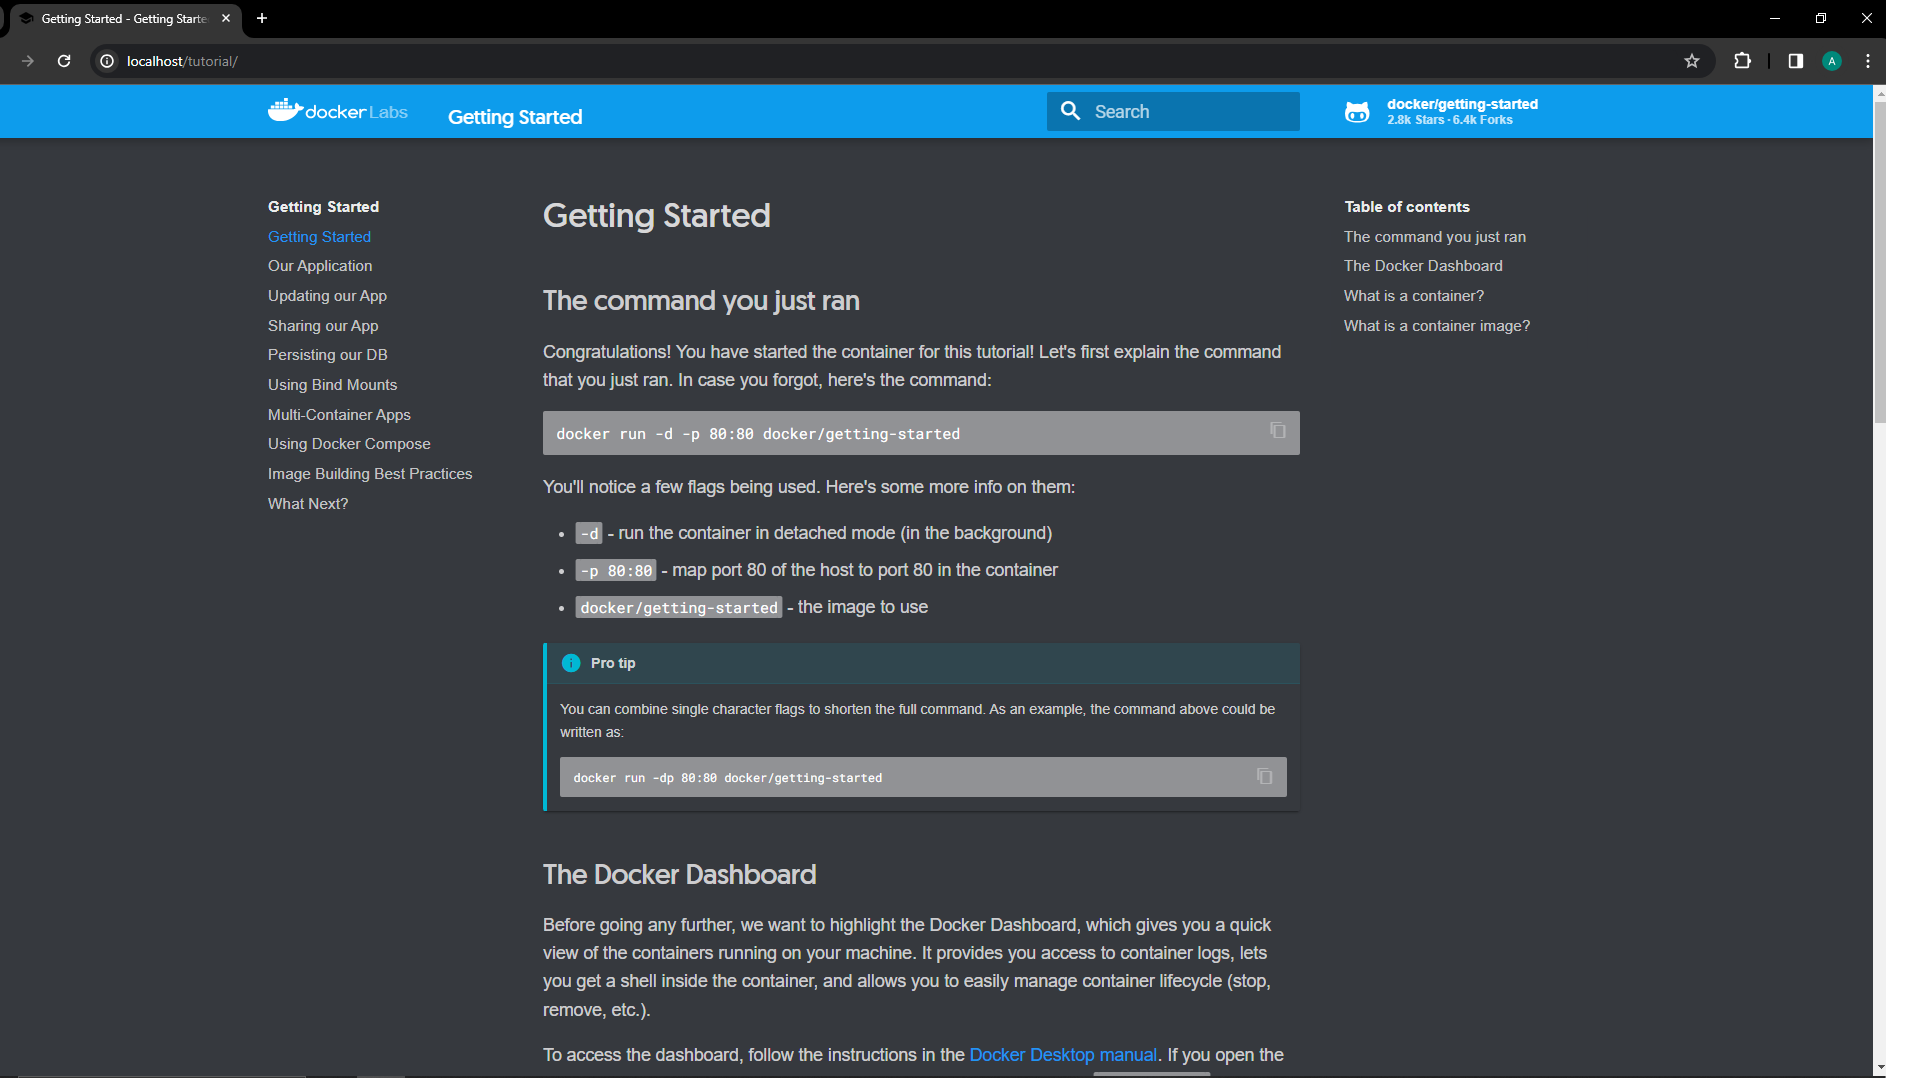 Getting Started - Getting Starte
localhost/tutorial/
A
docker Labs
Getting Started
Search
docker/getting-started
2.8k Stars · 6.4k Forks
Getting Started
Getting Started
Our Application
Updating our App
Sharing our App
Persisting our DB
Using Bind Mounts
Multi-Container Apps
Using Docker Compose
Image Building Best Practices
What Next?
Getting Started
The command you just ran
Congratulations! You have started the container for this tutorial! Let's first explain the command
that you just ran. In case you forgot, here's the command:
docker run -d -p 80:80 docker/getting-started
You'll notice a few flags being used. Here's some more info on them:
• -d - run the container in detached mode (in the background)
• -p 80:80 - map port 80 of the host to port 80 in the container
• docker/getting-started - the image to use
Pro tip
You can combine single character flags to shorten the full command. As an example, the command above could be
written as:
docker run -dp 80:80 docker/getting-started
The Docker Dashboard
Before going any further, we want to highlight the Docker Dashboard, which gives you a quick
view of the containers running on your machine. It provides you access to container logs, lets
you get a shell inside the container, and allows you to easily manage container lifecycle (stop,
remove, etc.).
To access the dashboard, follow the instructions in the Docker Desktop manual. If you open the
Table of contents
The command you just ran
The Docker Dashboard
What is a container?
What is a container image?